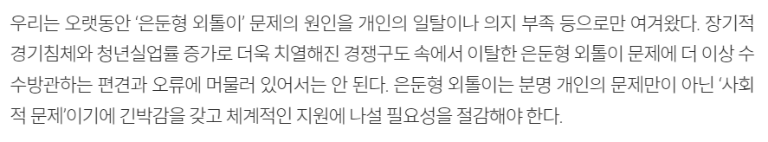 우리는 오랫동안 ‘은둔형 외톨이’ 문제의 원인을 개인의 일탈이나 의지 부족 등으로만 여겨왔다. 장기적
경기침체와 청년실업률 증가로 더욱 치열해진 경쟁구도 속에서 이탈한 은둔형 외톨이 문제에 더 이상 수
수방관하는 편견과 오류에 머물러 있어서는 안 된다. 은둔형 외톨이는 분명 개인의 문제만이 아닌 ‘사회
적 문제’이기에 긴박감을 갖고 체계적인 지원에 나설 필요성을 절감해야 한다.